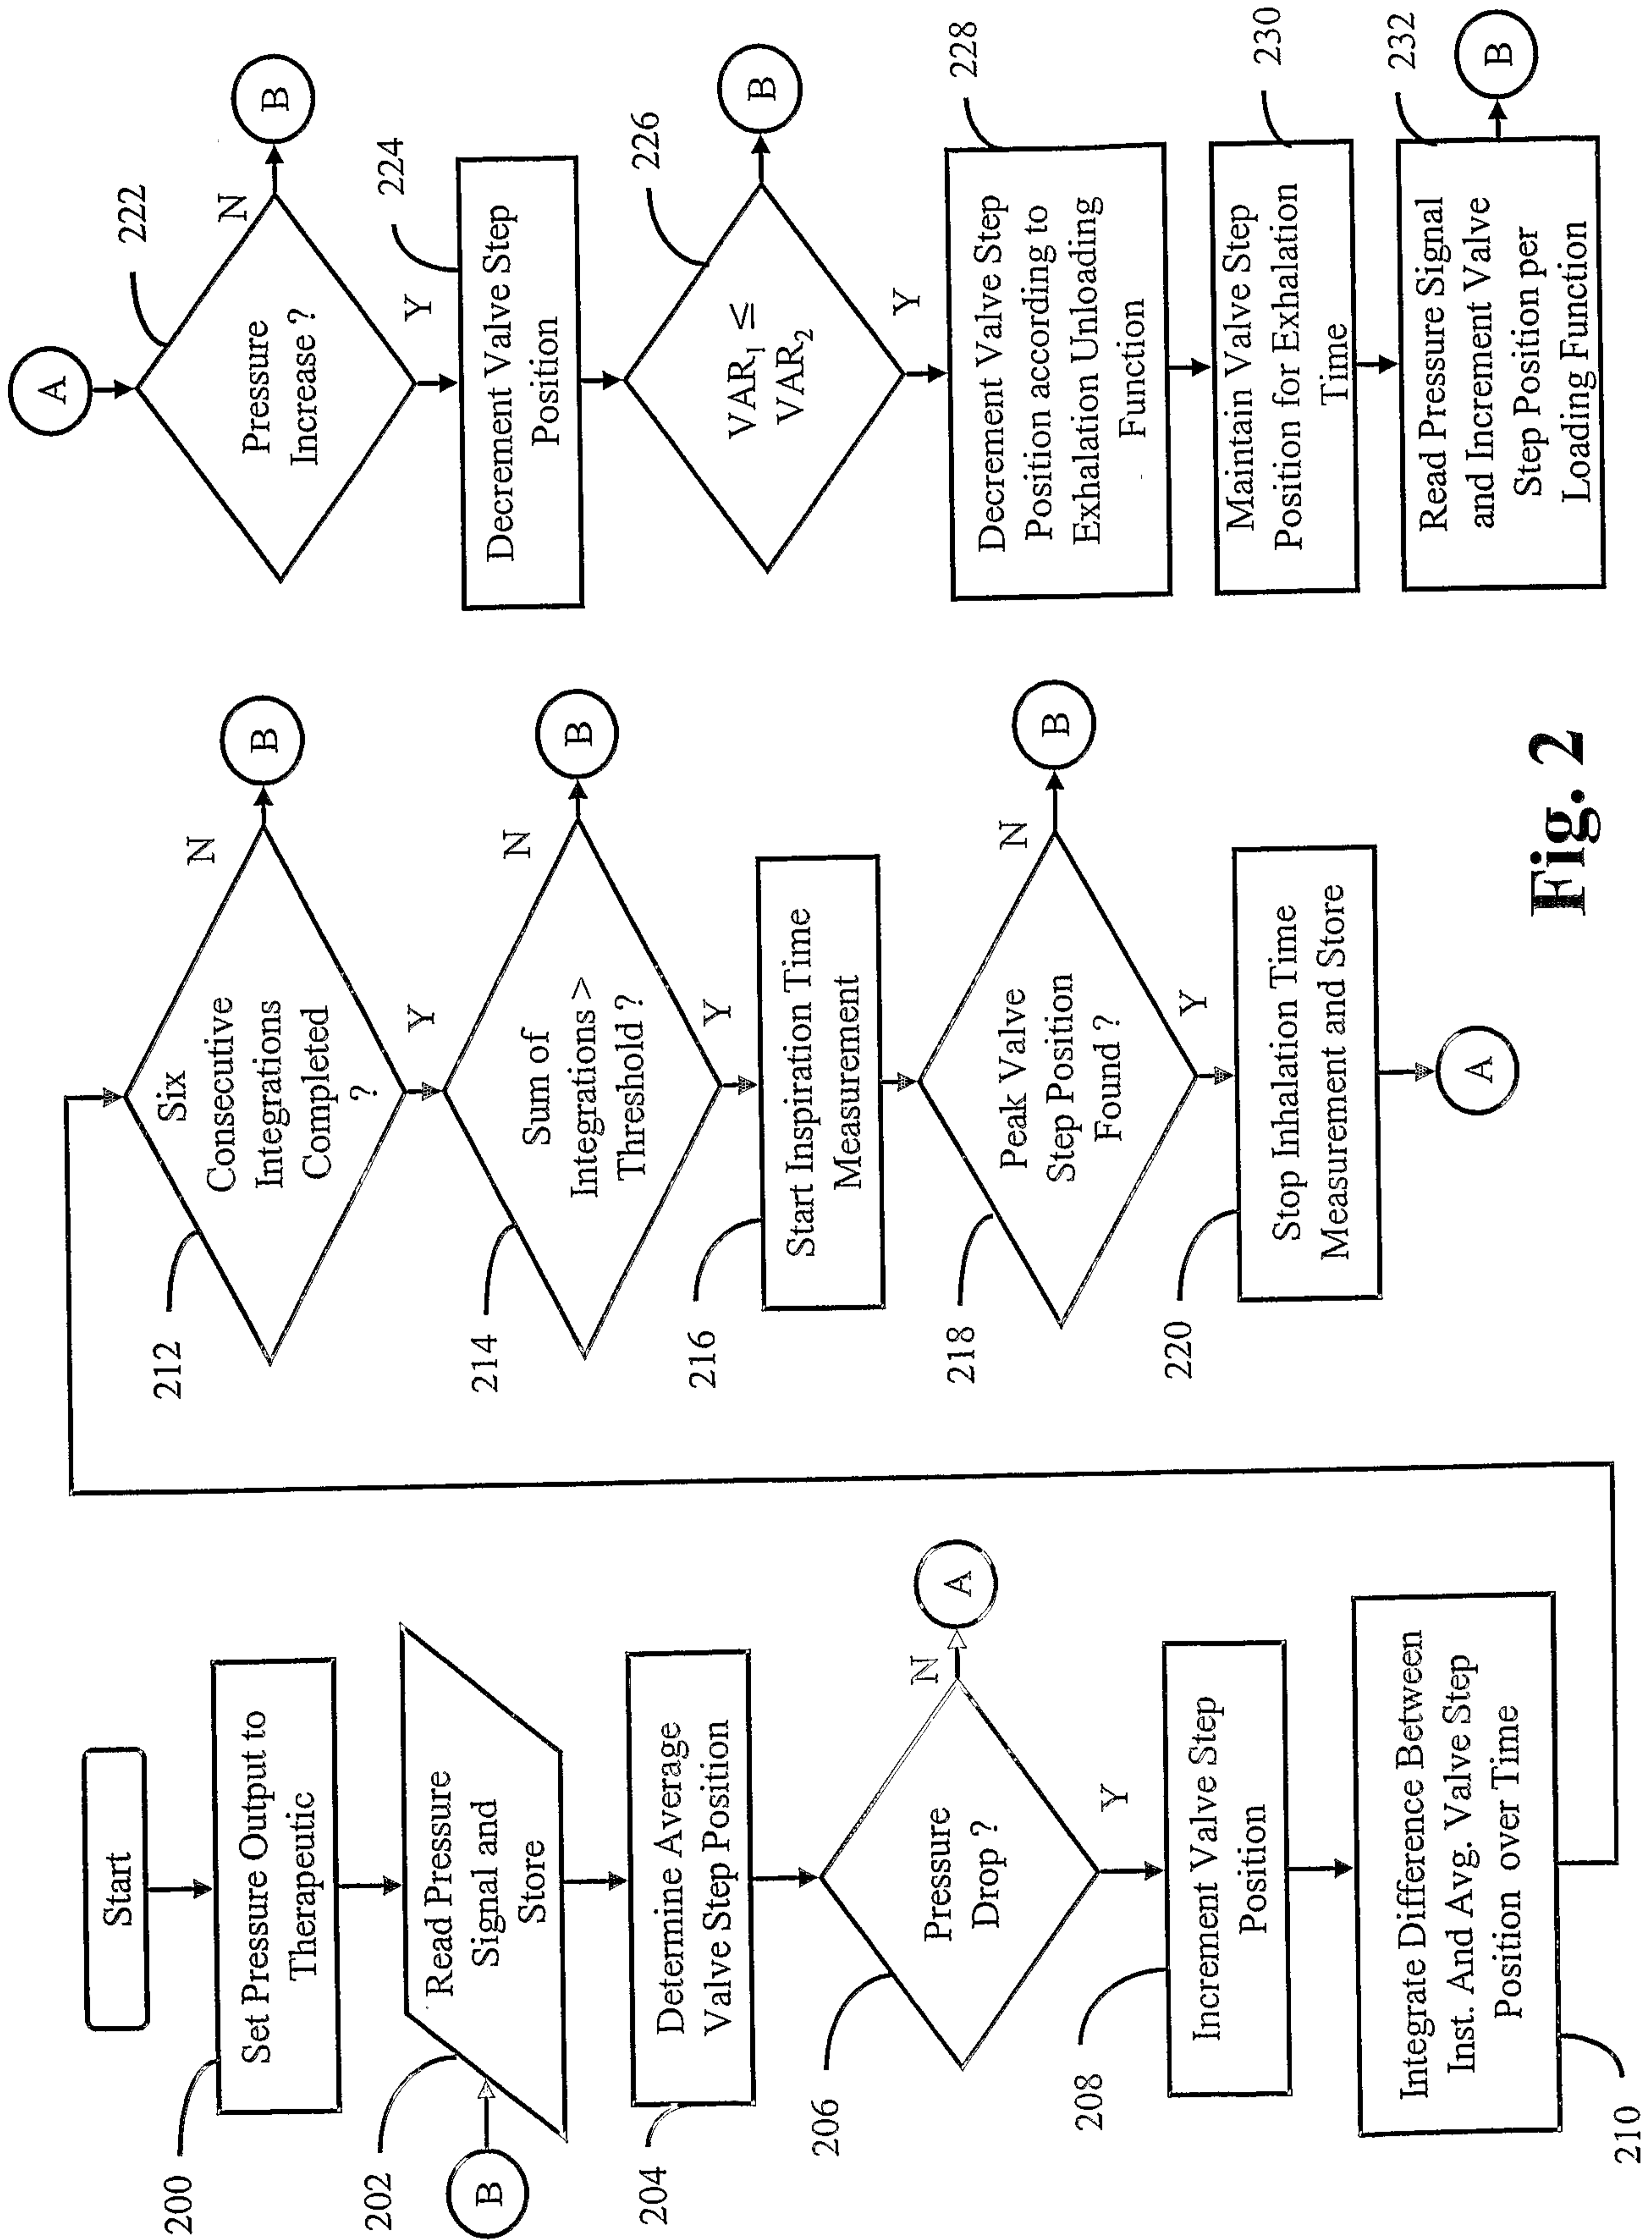 Start
200
Set Pressure Output to
Therapeutic
202
B
Read Pressure
Signal and
Store
204
Determine Average
Valve Step Position
206
Pressure
Drop ?
N
A
Y
208
Increment Valve Step
Position
210
Integrate Difference Between
Inst. And Avg. Valve Step
Position over Time
212
Six
Consecutive
Integrations
Completed
?
N
B
Y
214
Sum of
Integrations >
Threshold ?
N
B
Y
216
Start Inspiration Time
Measurement
218
Peak Valve
Step Position
Found ?
N
B
Y
220
Stop Inhalation Time
Measurement and Store
A
A
222
Pressure
Increase ?
N
B
Y
224
Decrement Valve Step
Position
226
VAR₁ ≤
VAR₂
B
Y
228
Decrement Valve Step
Position according to
Exhalation Unloading
Function
230
Maintain Valve Step
Position for Exhalation
Time
232
Read Pressure Signal
and Increment Valve
Step Position per
Loading Function
B
Fig. 2